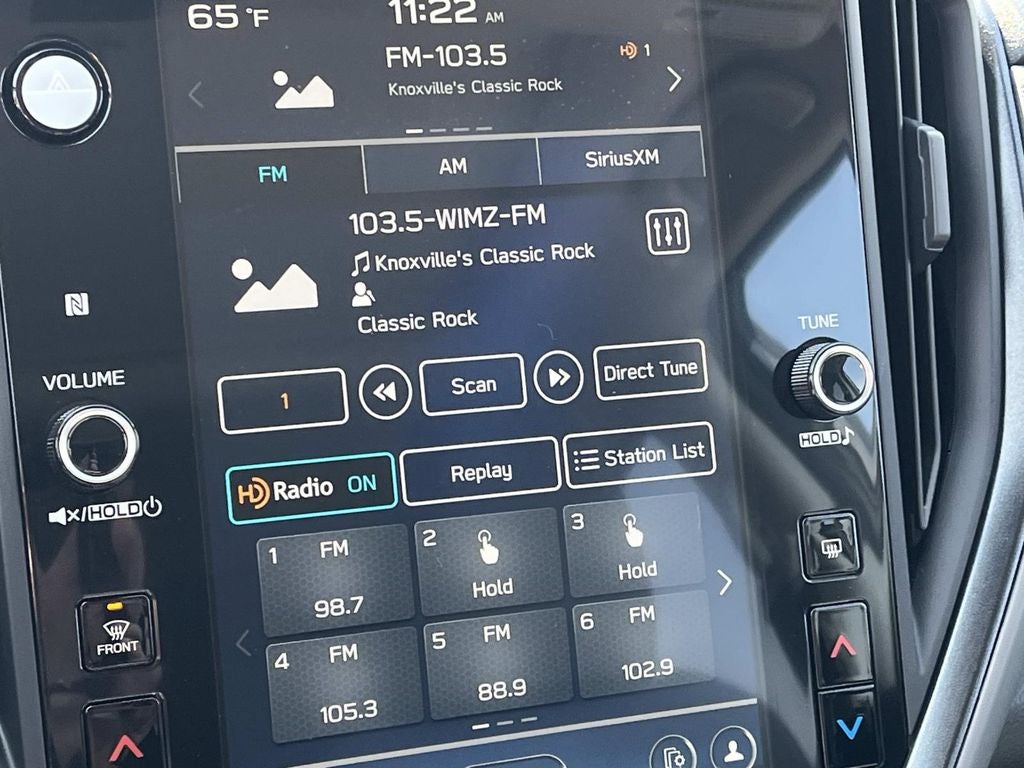 65°F
11:22 AM
FM-103.5
HD 1
Knoxville's Classic Rock
FM
AM
SiriusXM
103.5-WIMZ-FM
Knoxville's Classic Rock
Classic Rock
TUNE
HOLD
VOLUME
HOLD
1
Scan
Direct Tune
HD Radio ON
Replay
Station List
1 FM
98.7
2
Hold
3
Hold
4 FM
105.3
5 FM
88.9
6 FM
102.9
FRONT